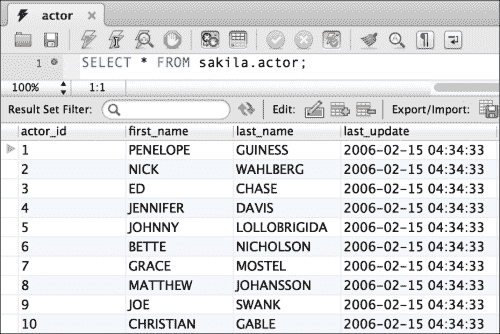 actor
1 SELECT * FROM sakila.actor;
100% 1:1
Result Set Filter: Edit: Export/Import:
actor_id first_name last_name last_update
1 PENELOPE GUINESS 2006-02-15 04:34:33
2 NICK WAHLBERG 2006-02-15 04:34:33
3 ED CHASE 2006-02-15 04:34:33
4 JENNIFER DAVIS 2006-02-15 04:34:33
5 JOHNNY LOLLOBRIGIDA 2006-02-15 04:34:33
6 BETTE NICHOLSON 2006-02-15 04:34:33
7 GRACE MOSTEL 2006-02-15 04:34:33
8 MATTHEW JOHANSSON 2006-02-15 04:34:33
9 JOE SWANK 2006-02-15 04:34:33
10 CHRISTIAN GABLE 2006-02-15 04:34:33